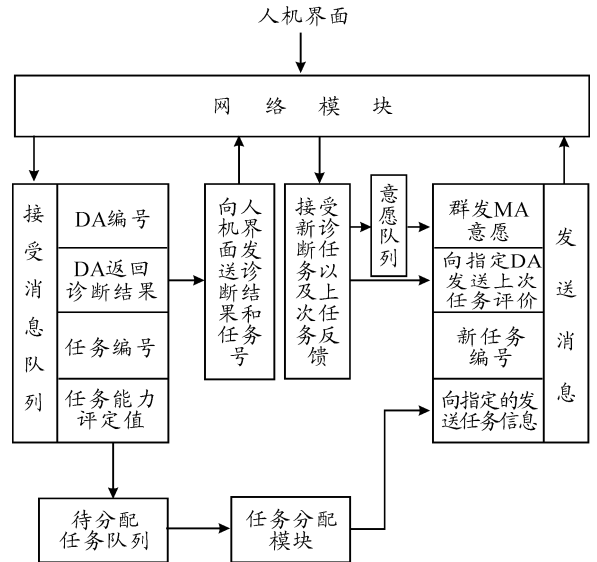 人机界面
网络模块
接受消息队列
DA编号
DA返回
诊断结果
任务编号
任务能力
评定值
向人
机界
面发
送诊
断结
果和
任务
号
接受
新诊
断任
务以
及上
次任
务反
馈
意愿队列
群发MA
意愿
向指定DA
发送上次
任务评价
新任务
编号
向指定的发
送任务信息
发送消息
待分配
任务队列
任务分配
模块